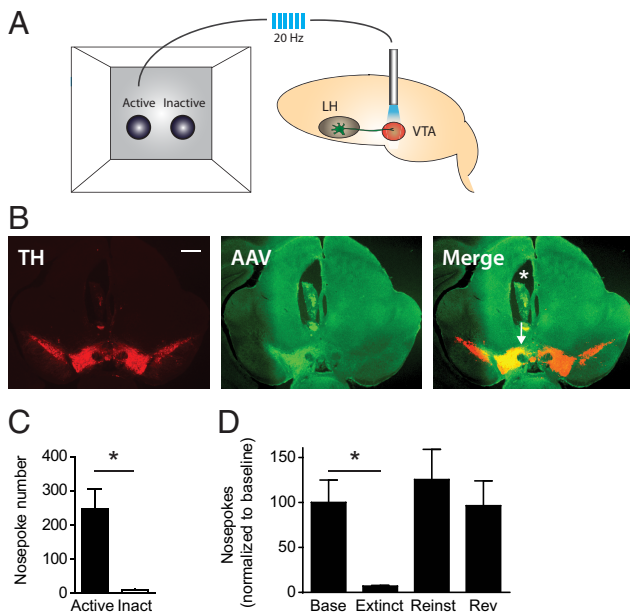 A
20 Hz
Active Inactive
LH
VTA
B
TH
AAV
Merge
*
C
Nosepoke number
400
300
200
100
0
*
Active Inact
D
Nosepokes
(normalized to baseline)
150
100
50
0
*
Base Extinct Reinst Rev